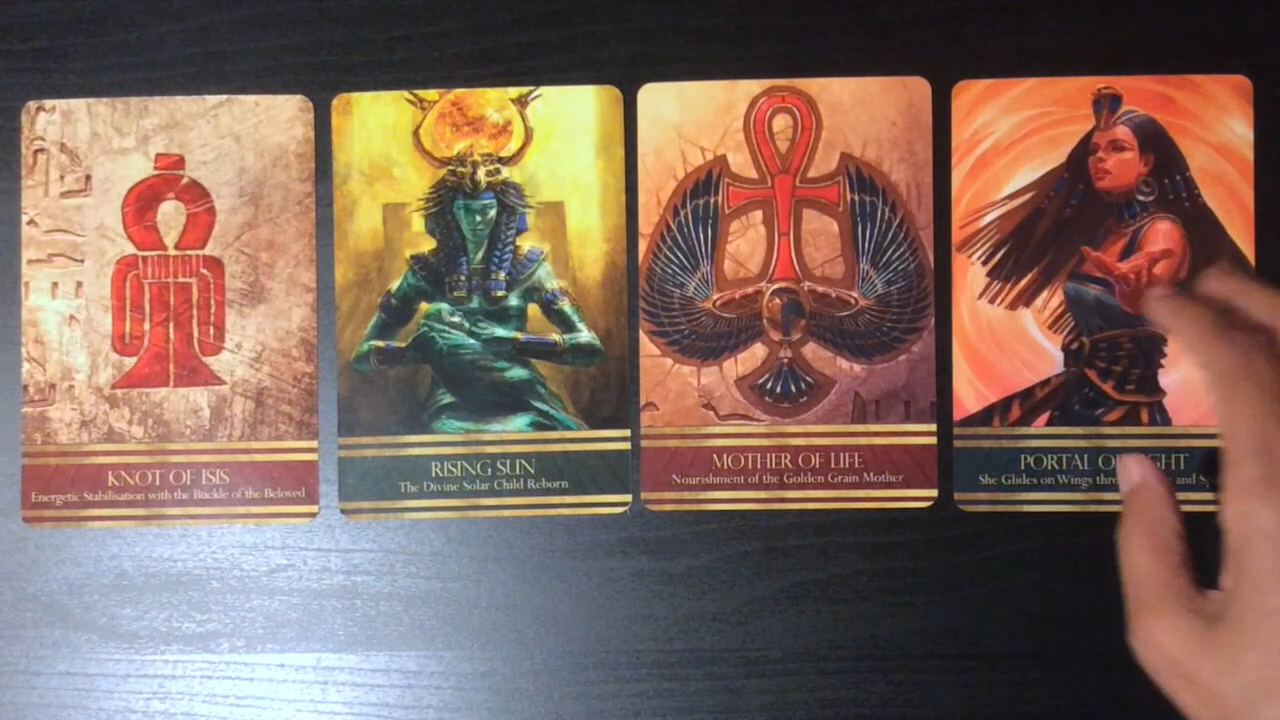 KNOT OF ISIS
Energetic Stabilisation with the Buckle of the Beloved
RISING SUN
The Divine Solar Child Reborn
MOTHER OF LIFE
Nourishment of the Golden Grain Mother
PORTAL
She Glides on Wings and